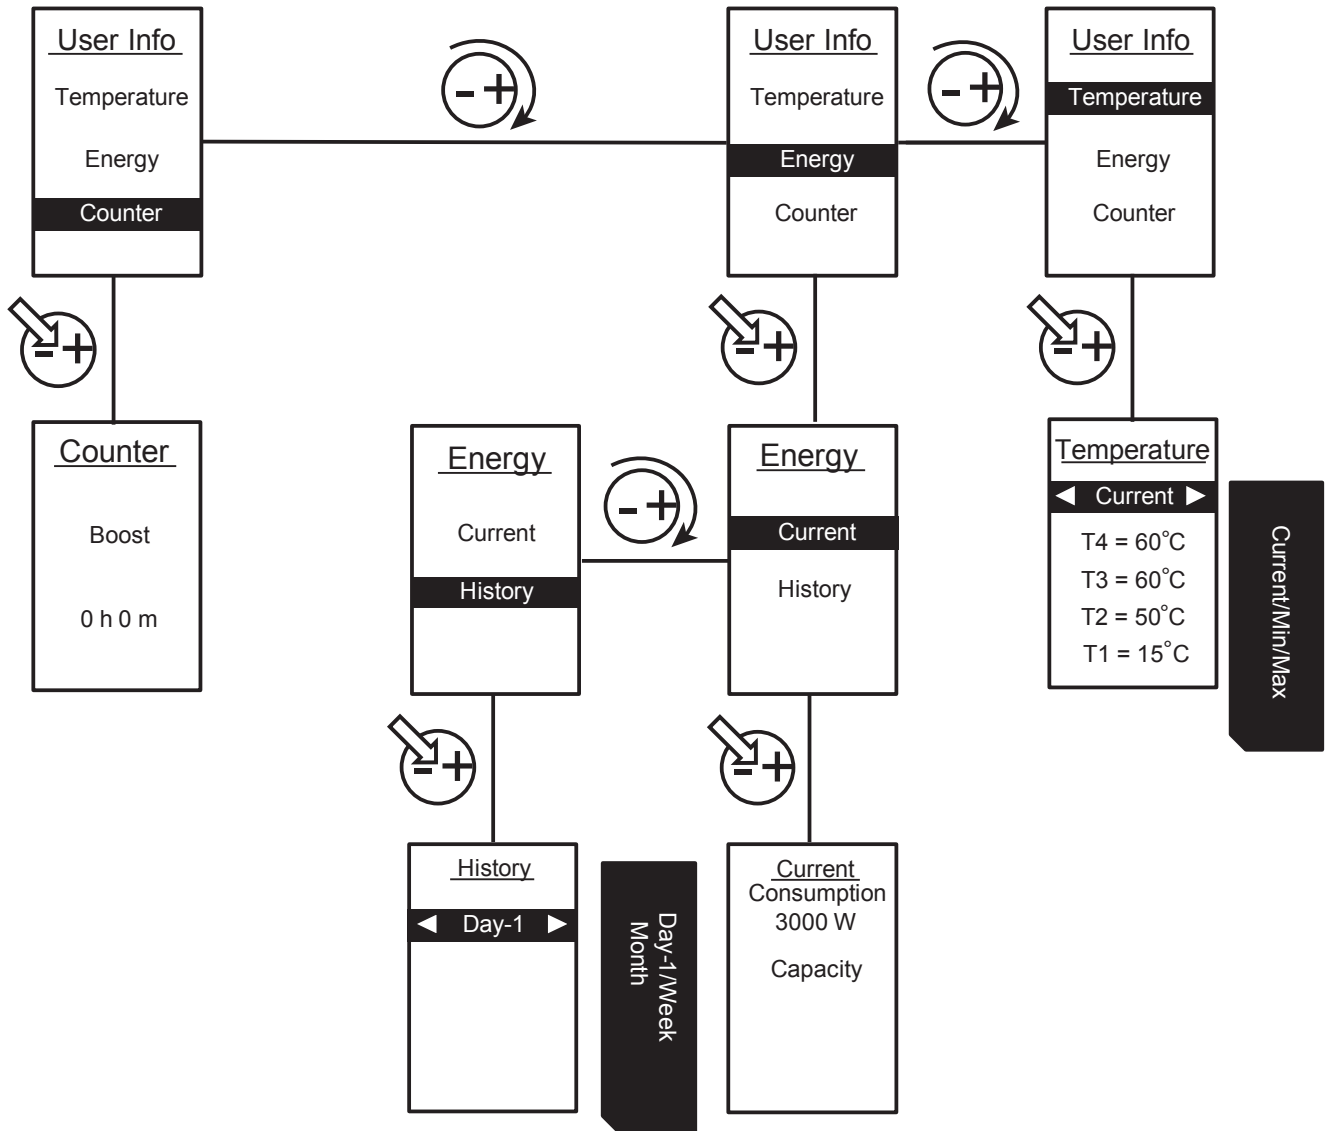 User Info
Temperature
Energy
Counter
User Info
Temperature
Energy
Counter
User Info
Temperature
Energy
Counter
- +
- +
- +
- +
- +
Counter
Boost
0 h 0 m
Energy
Current
History
- +
Energy
Current
History
Temperature
◀ Current ▶
T4 = 60°C
T3 = 60°C
T2 = 50°C
T1 = 15°C
Current/Min/Max
- +
- +
History
◀ Day-1 ▶
Day-1/Week
Month
Current
Consumption
3000 W
Capacity